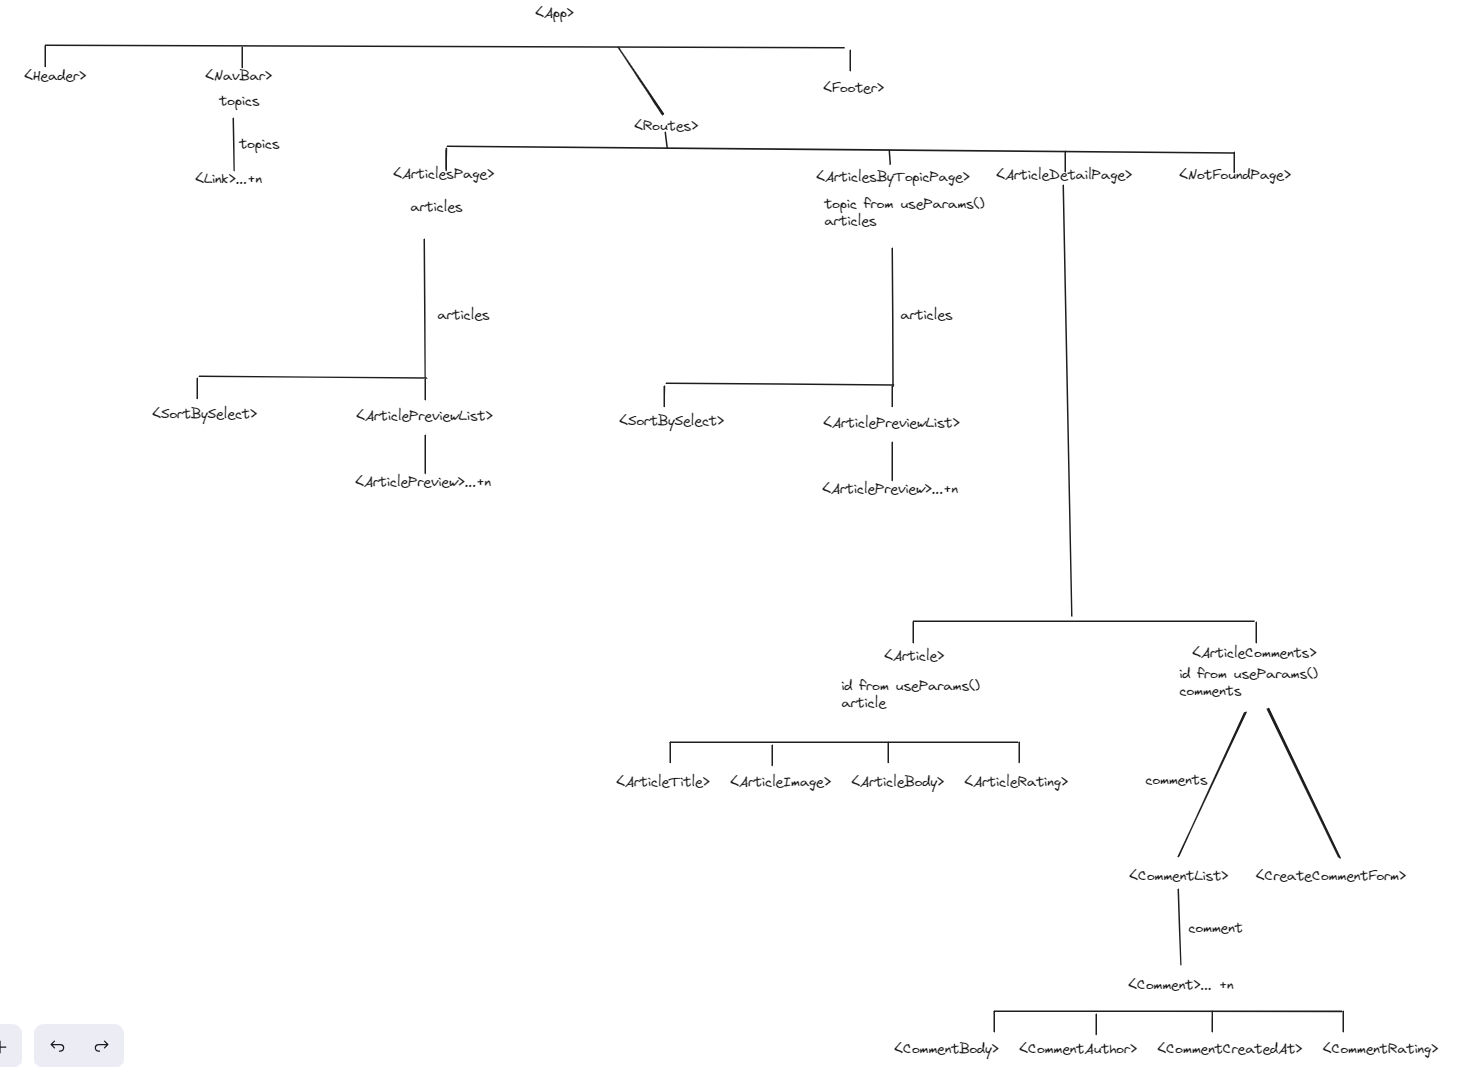 <App>
<Header>
<NavBar>
<Footer>
topics
<Routes>
topics
<Link>...+n
<ArticlesPage>
<ArticlesByTopicPage>
<ArticleDetailPage>
<NotFoundPage>
articles
topic from useParams()
articles
articles
articles
<SortBySelect>
<ArticlePreviewList>
<SortBySelect>
<ArticlePreviewList>
<ArticlePreview>...+n
<ArticlePreview>...+n
<Article>
<ArticleComments>
id from useParams()
article
id from useParams()
comments
<ArticleTitle>
<ArticleImage>
<ArticleBody>
<ArticleRating>
comments
<CommentList>
<CreateCommentForm>
comment
<Comment>... +n
<CommentBody>
<CommentAuthor>
<CommentCreatedAt>
<CommentRating>